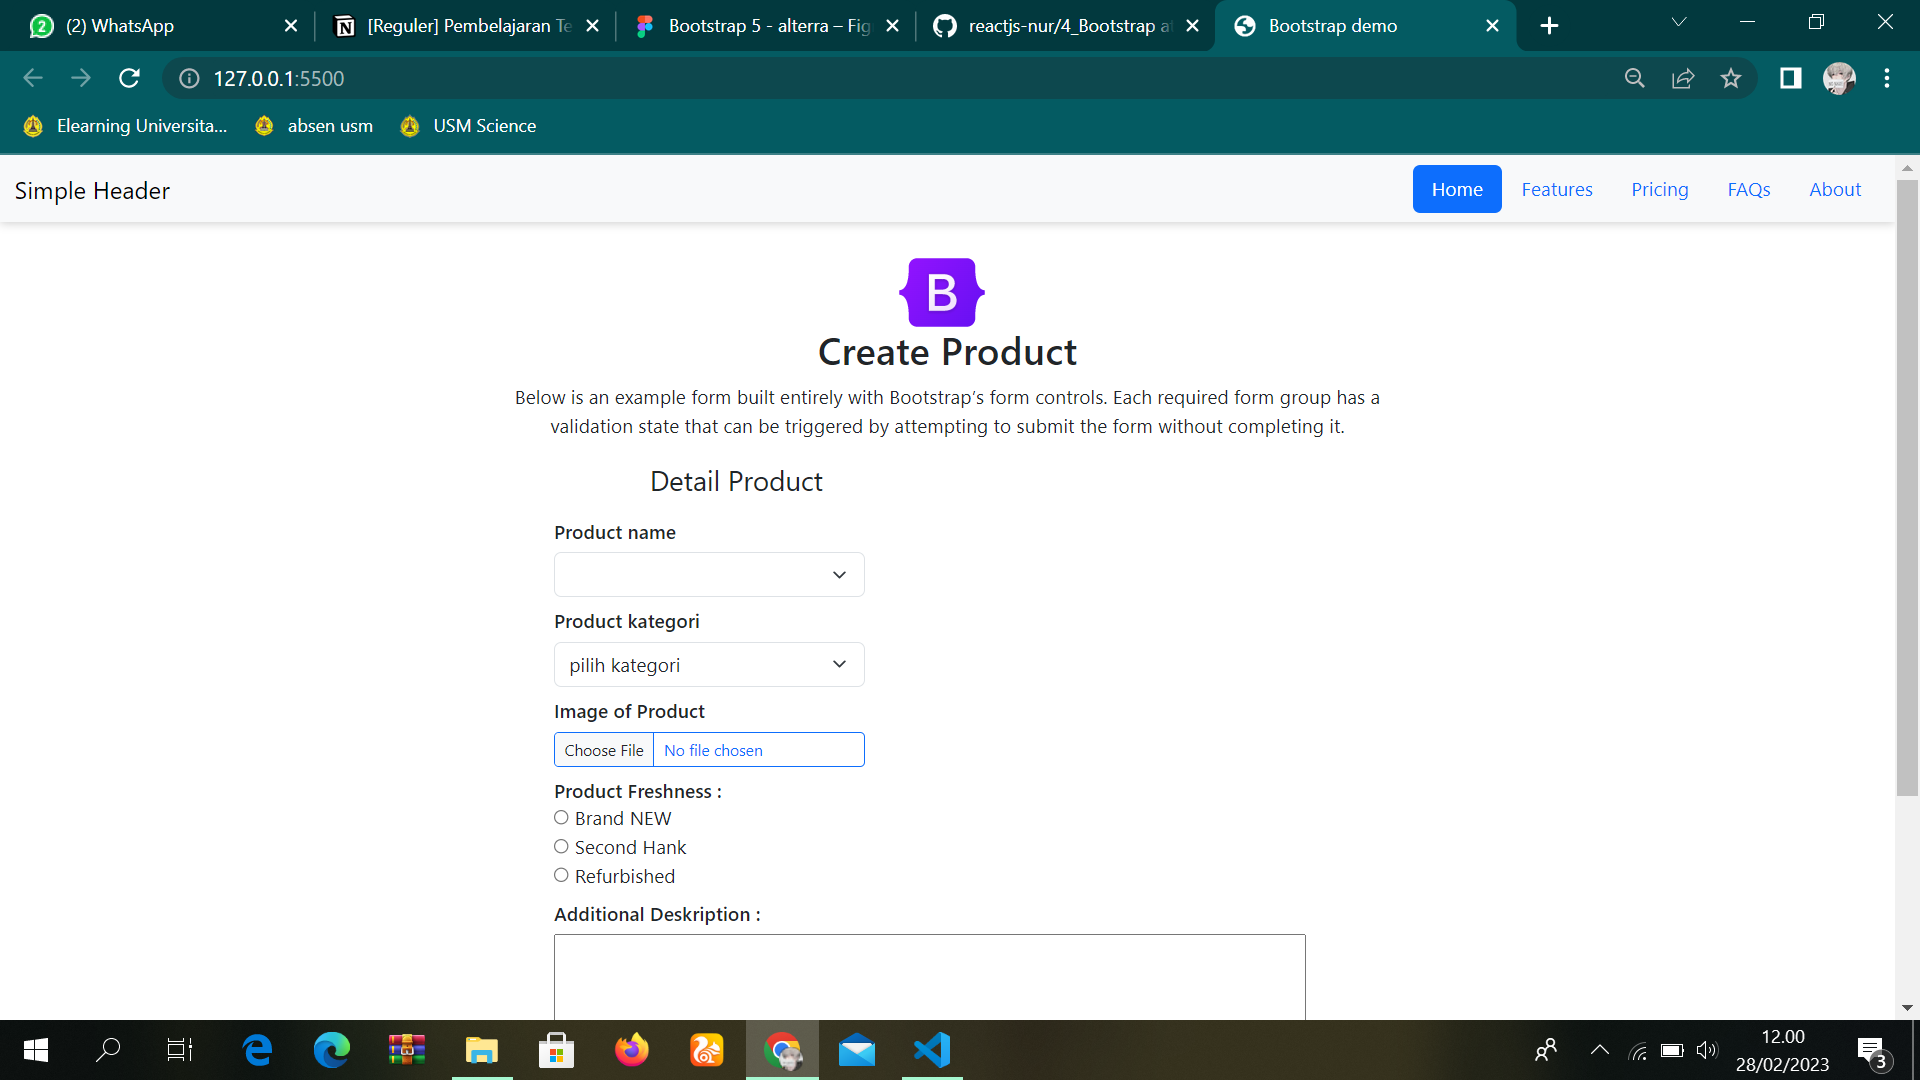 (2) WhatsApp
[Reguler] Pembelajaran Te
Bootstrap 5 - alterra – Fig
reactjs-nur/4_Bootstrap a
Bootstrap demo
127.0.0.1:5500
Elearning Universita...
absen usm
USM Science
Simple Header
Home
Features
Pricing
FAQs
About
B
Create Product
Below is an example form built entirely with Bootstrap's form controls. Each required form group has a
validation state that can be triggered by attempting to submit the form without completing it.
Detail Product
Product name
Product kategori
pilih kategori
Image of Product
Choose File
No file chosen
Product Freshness :
Brand NEW
Second Hank
Refurbished
Additional Deskription :
12.00
28/02/2023
3